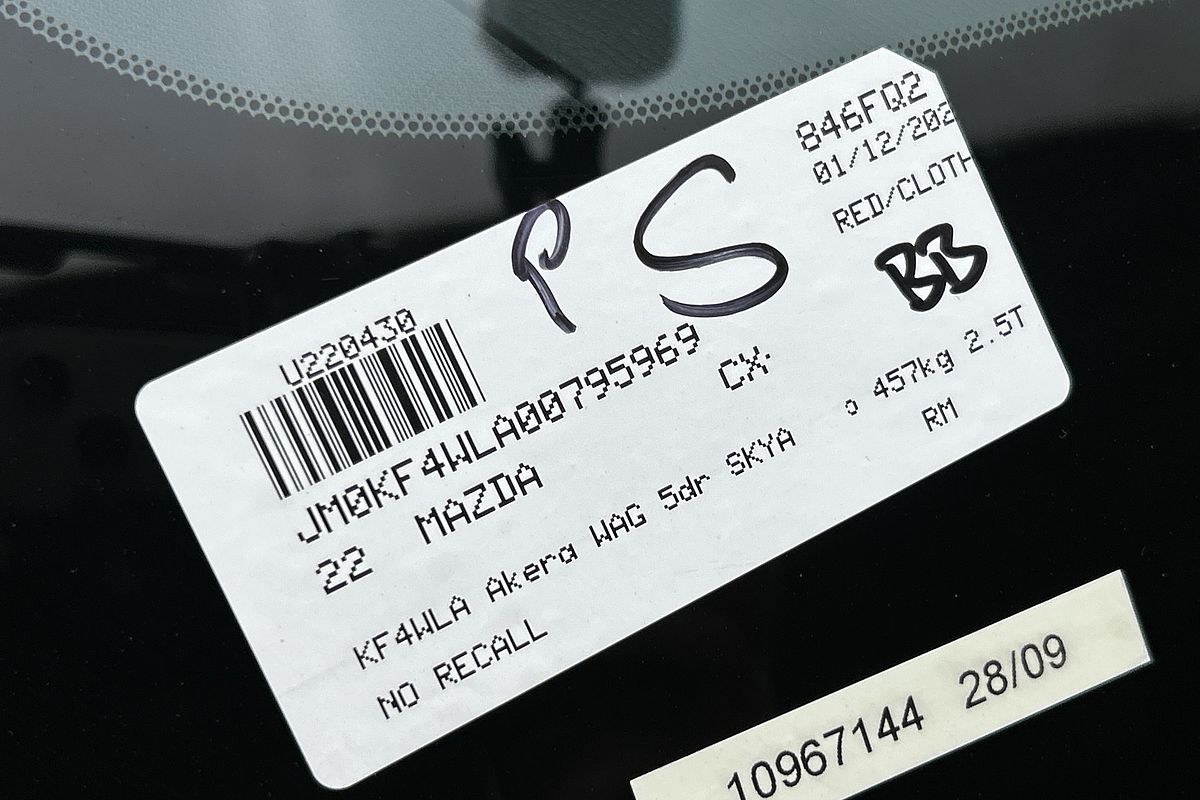 846FQ2
01/12/202
RED/CLOTH
PS
BB
U220430
JM0KF4WLA00795969
22 MAZDA CX-
KF4WLA Akera WAG 5dr SKYA 457kg 2.5T
NO RECALL RM
10967144 28/09